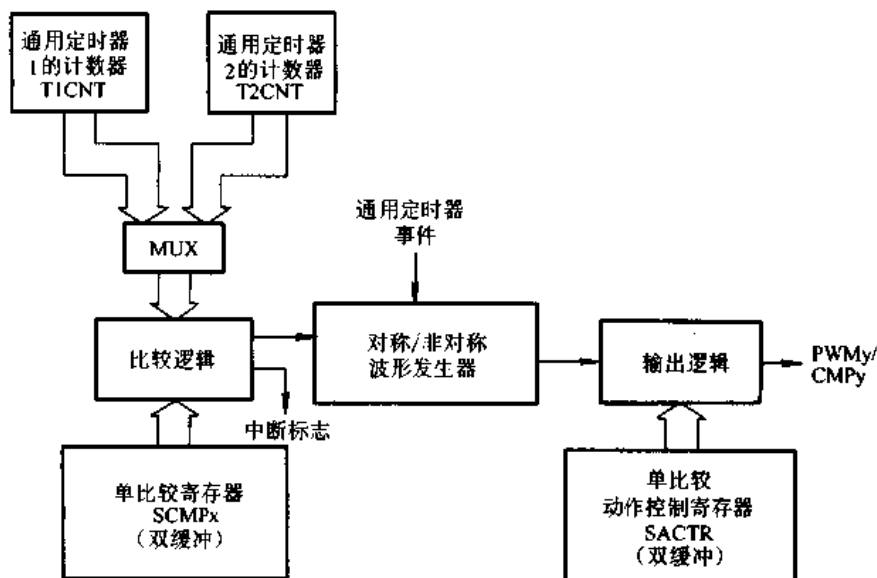 通用定时器
1的计数器
T1CNT
通用定时器
2的计数器
T2CNT
MUX
通用定时器
事件
比较逻辑
对称/非对称
波形发生器
输出逻辑
PWMy/
CMPy
中断标志
单比较寄存器
SCMPx
(双缓冲)
单比较
动作控制寄存器
SACTR
(双缓冲)